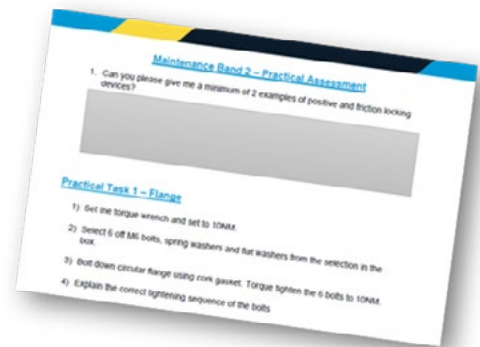 Maintenance Band 2 – Practical Assessment
1. Can you please give me a minimum of 2 examples of positive and friction locking
devices?
Practical Task 1 – Flange
1) Set the torque wrench and set to 10NM.
2) Select 6 off M6 bolts, spring washers and flat washers from the selection in the
box.
3) Bolt down circular flange using cork gasket. Torque tighten the 6 bolts to 10NM.
4) Explain the correct tightening sequence of the bolts